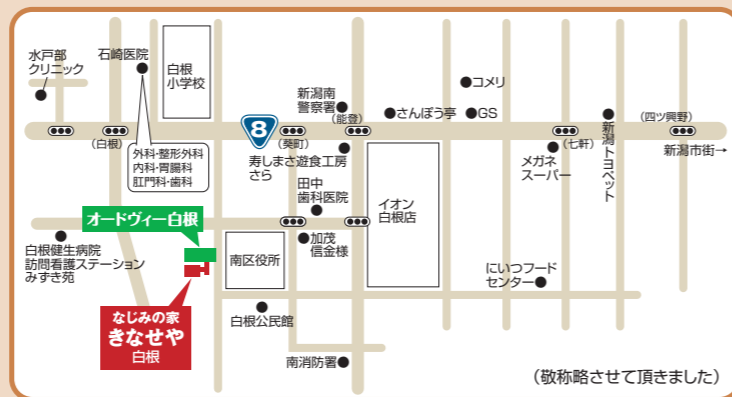 水戸部
クリニック
石崎医院
白根
小学校
外科・整形外科
内科・胃腸科
肛門科・歯科
(白根)
8
(葵町)
新潟南
警察署
(能登)
さんぽう亭
コメリ
GS
(七軒)
新潟トヨペット
(四ツ興野)
新潟市街→
寿しまさ遊食工房
さら
メガネ
スーパー
田中
歯科医院
イオン
白根店
オードヴィー白根
白根健生病院
訪問看護ステーション
みずき苑
南区役所
加茂
信金様
にいつフード
センター
なじみの家
きなせや
白根
白根公民館
南消防署
(敬称略させて頂きました)